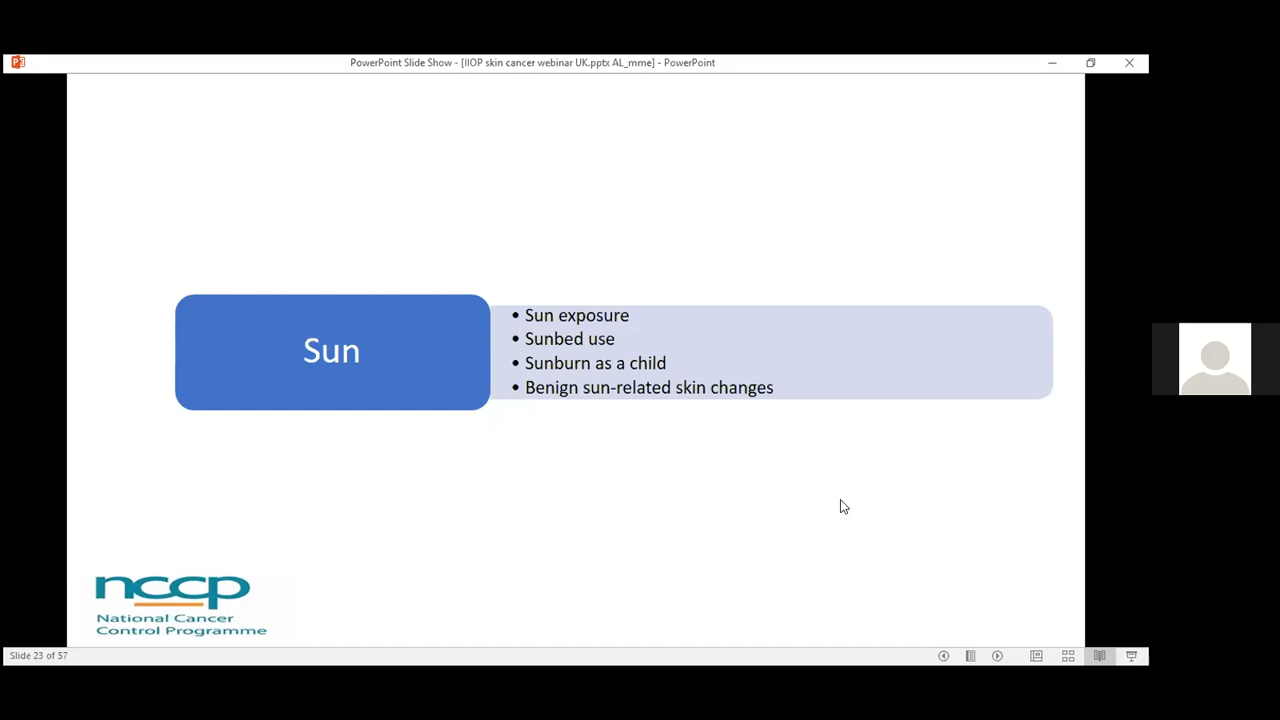 PowerPoint Slide Show - [IIOP skin cancer webinar UK.pptx AL_mme] - PowerPoint
Sun
• Sun exposure
• Sunbed use
• Sunburn as a child
• Benign sun-related skin changes
nccp
National Cancer
Control Programme
Slide 23 of 57